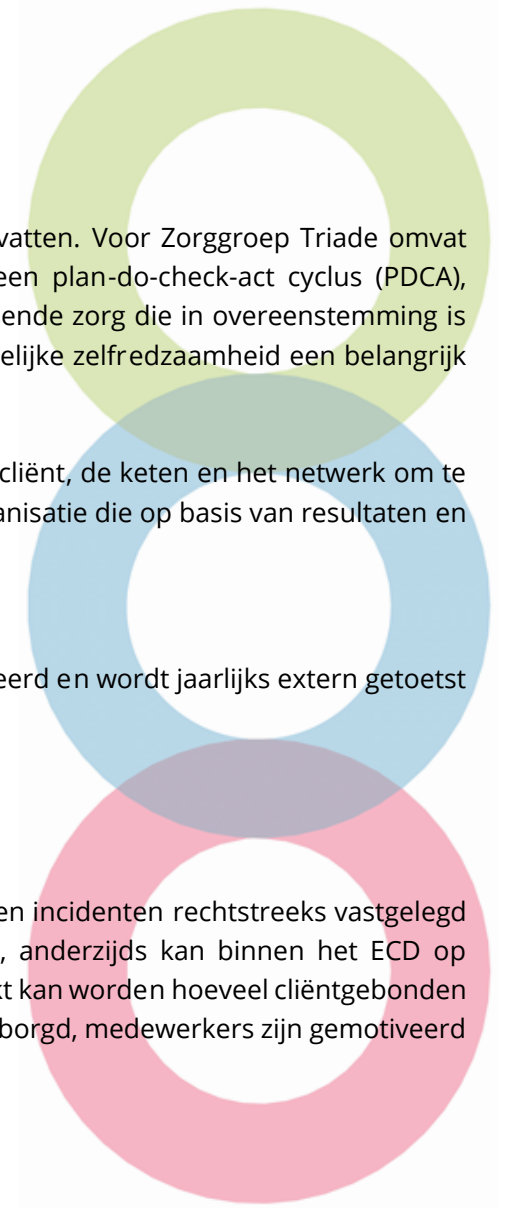 vatten. Voor Zorggroep Triade omvat
een plan-do-check-act cyclus (PDCA),
ende zorg die in overeenstemming is
elijke zelfredzaamheid een belangrijk
cliënt, de keten en het netwerk om te
anisatie die op basis van resultaten en
eerd en wordt jaarlijks extern getoetst
en incidenten rechtstreeks vastgelegd
, anderzijds kan binnen het ECD op
kt kan worden hoeveel cliëntgebonden
borgd, medewerkers zijn gemotiveerd